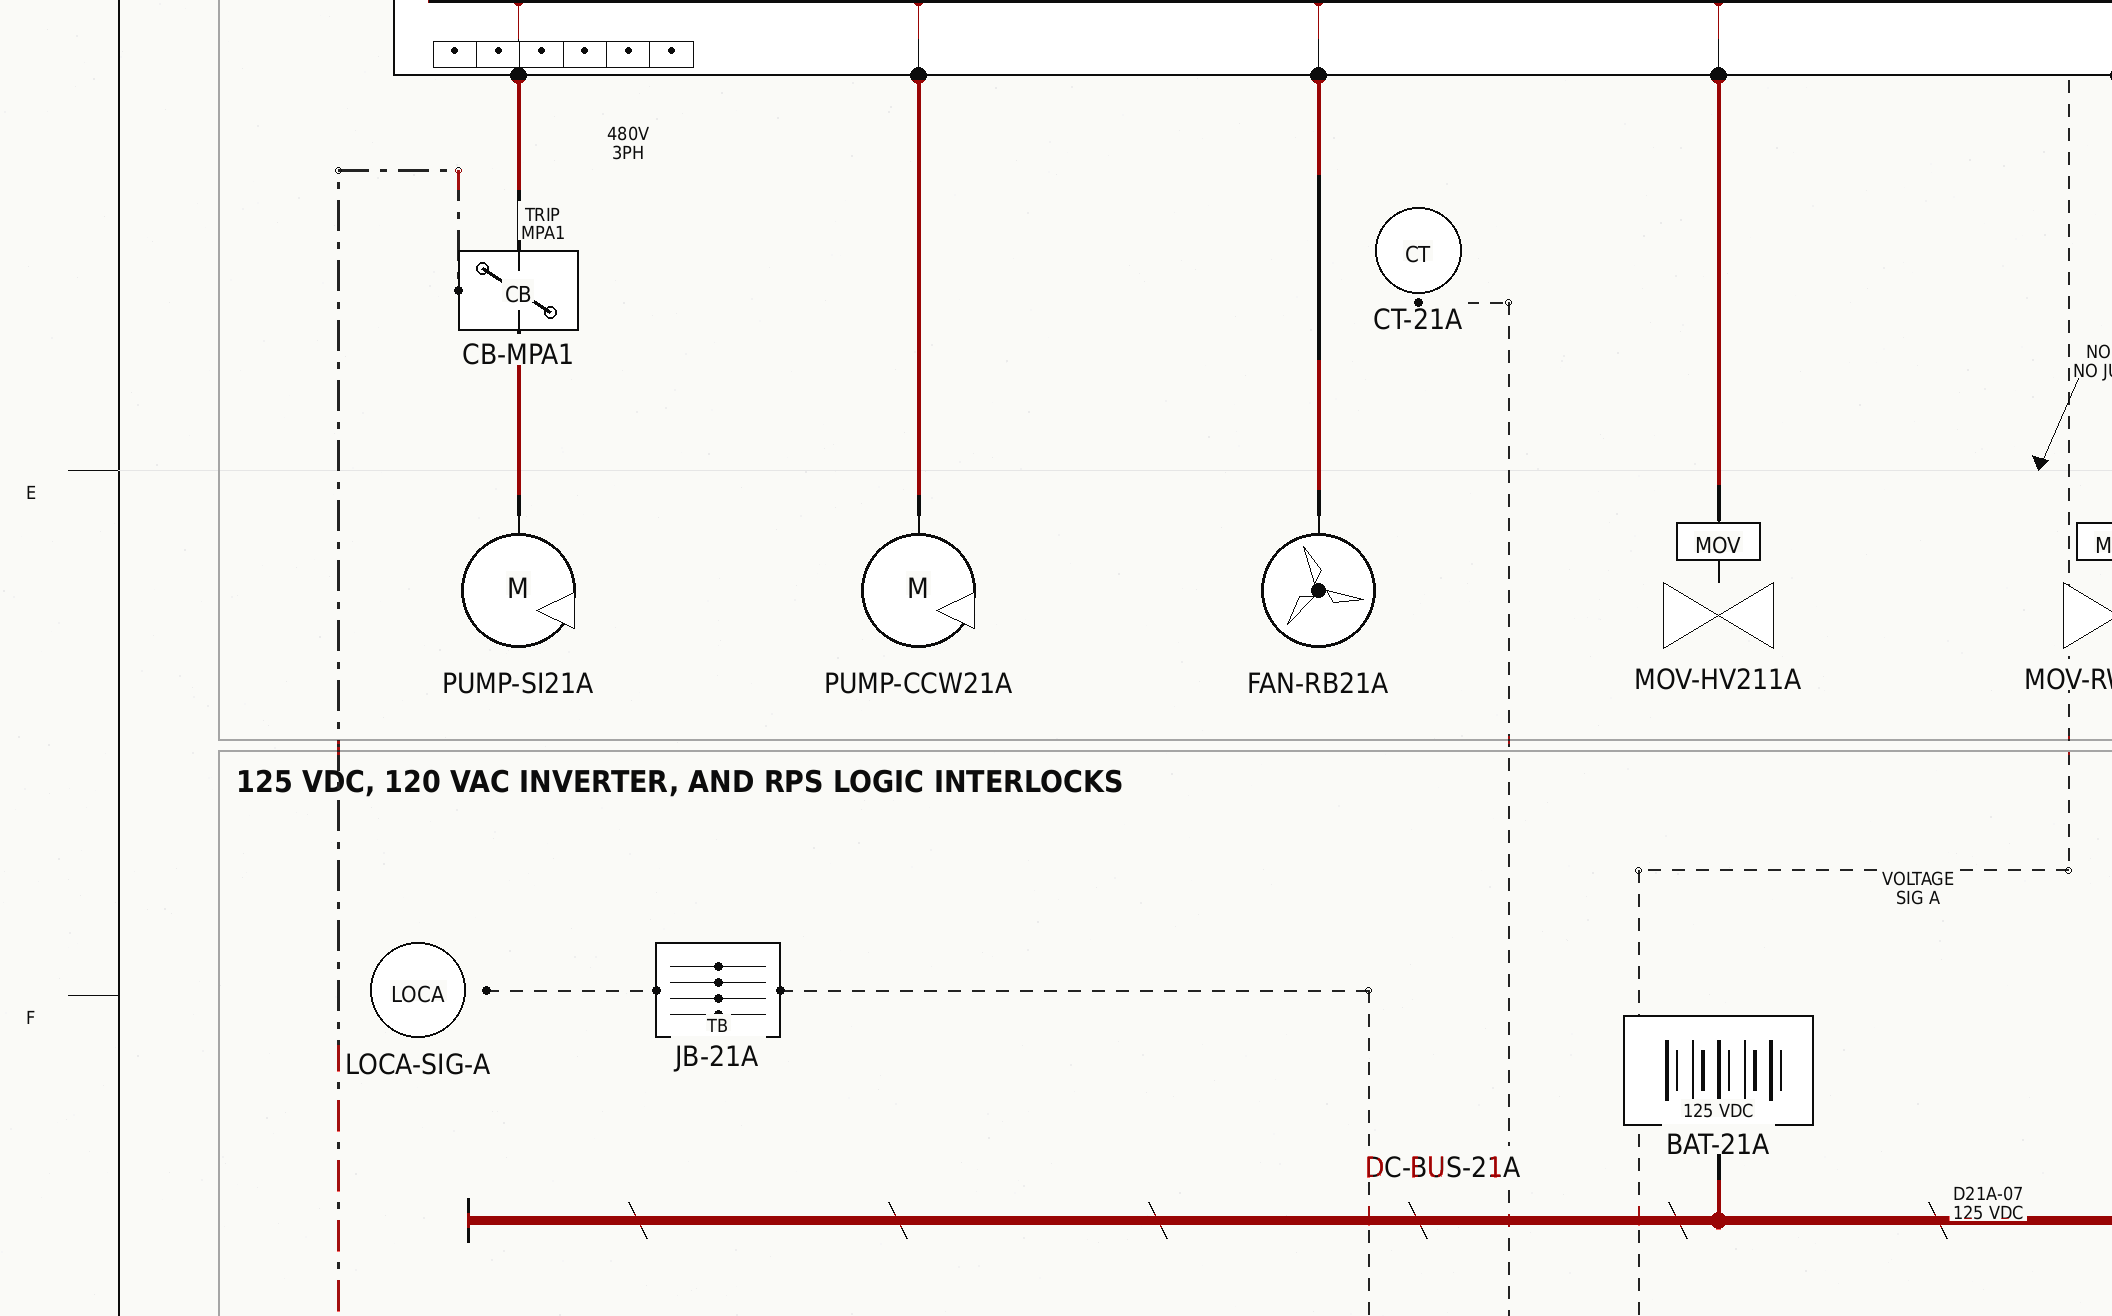 480V
3PH
TRIP
MPA1
CB
CB-MPA1
CT
CT-21A
NO
E
M
M
MOV
PUMP-SI21A
PUMP-CCW21A
FAN-RB21A
MOV-HV211A
125 VDC, 120 VAC INVERTER, AND RPS LOGIC INTERLOCKS
VOLTAGE
SIG A
LOCA
TB
F
LOCA-SIG-A
JB-21A
125 VDC
BAT-21A
DC-BUS-21A
D21A-07
125 VDC